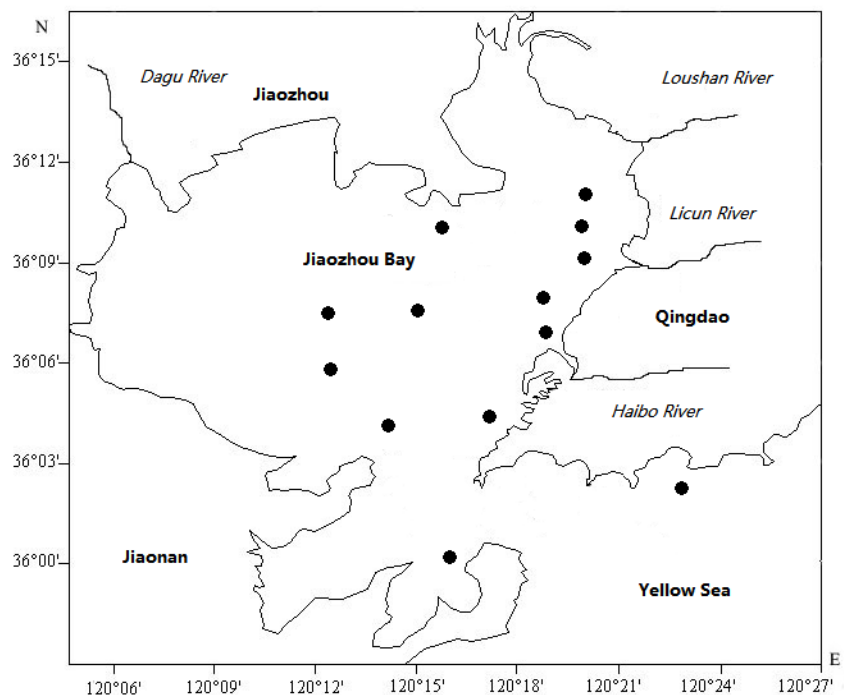 N
36°15'
Dagu River
Jiaozhou
Loushan River
36°12'
Licun River
36°09'
Jiaozhou Bay
Qingdao
36°06'
Haibo River
36°03'
36°00'
Jiaonan
Yellow Sea
E
120°06' 120°09' 120°12' 120°15' 120°18' 120°21' 120°24' 120°27'